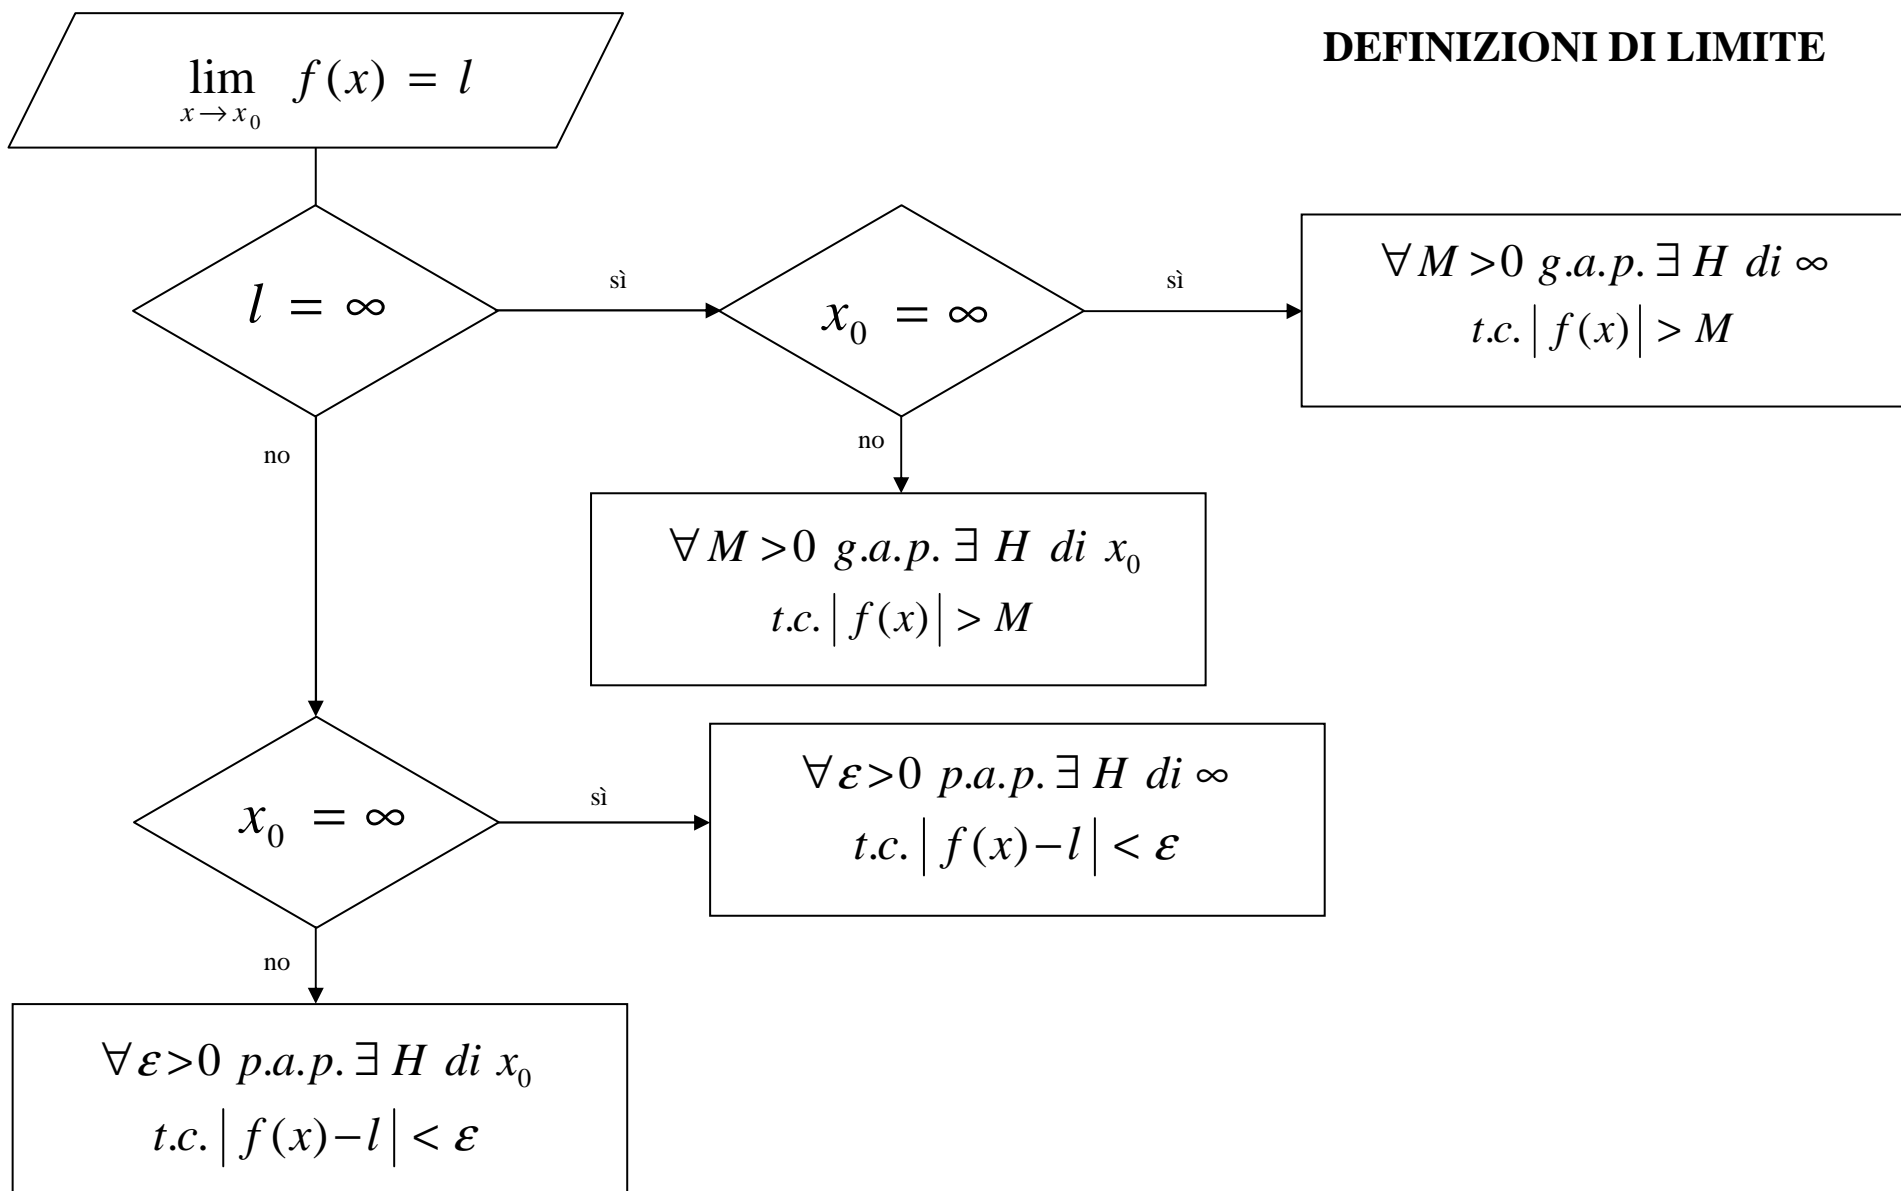 DEFINIZIONI DI LIMITE
lim f(x) = l
x → x₀
l = ∞
sì
x₀ = ∞
sì
∀ M > 0 g.a.p. ∃ H di ∞
t.c. | f(x) | > M
no
no
∀ M > 0 g.a.p. ∃ H di x₀
t.c. | f(x) | > M
x₀ = ∞
sì
∀ ε > 0 p.a.p. ∃ H di ∞
t.c. | f(x) − l | < ε
no
∀ ε > 0 p.a.p. ∃ H di x₀
t.c. | f(x) − l | < ε